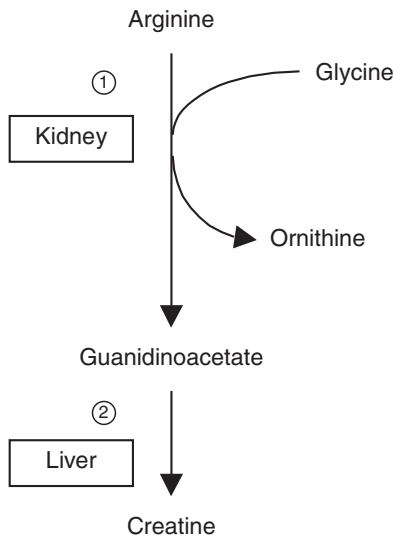 Arginine
①
Glycine
Kidney
Ornithine
Guanidinoacetate
②
Liver
Creatine